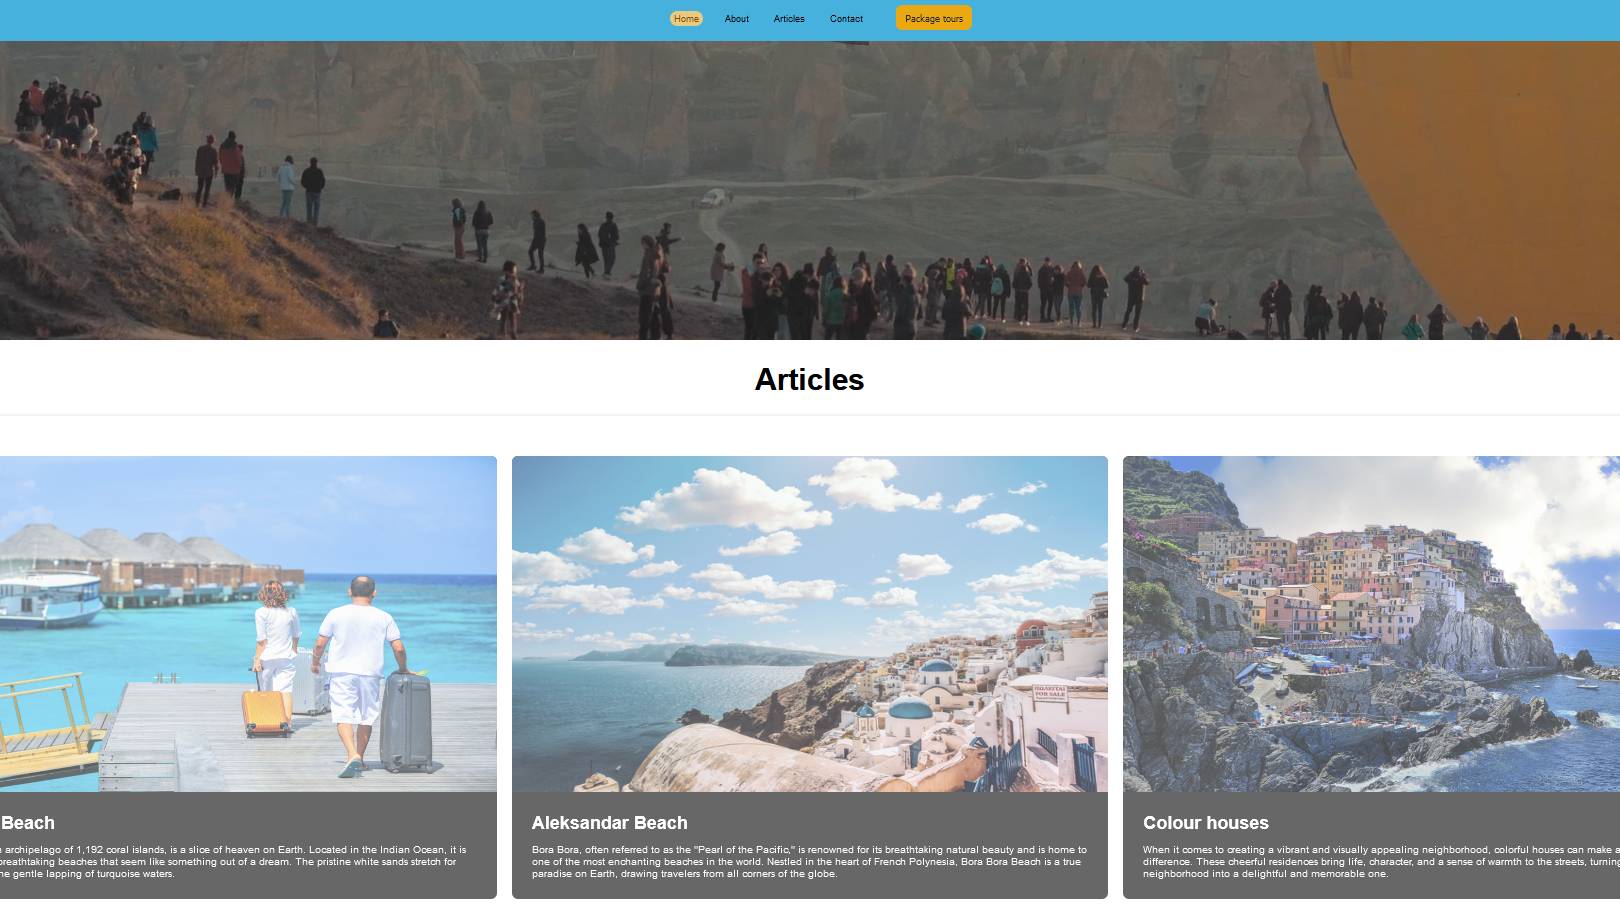 Home About Articles Contact Package tours
Articles
HOARITAI
FOR SALE
Beach
archipelago of 1,192 coral islands, is a slice of heaven on Earth. Located in the Indian Ocean, it is
breathtaking beaches that seem like something out of a dream. The pristine white sands stretch for
the gentle lapping of turquoise waters.
Aleksandar Beach
Bora Bora, often referred to as the "Pearl of the Pacific," is renowned for its breathtaking natural beauty and is home to
one of the most enchanting beaches in the world. Nestled in the heart of French Polynesia, Bora Bora Beach is a true
paradise on Earth, drawing travelers from all corners of the globe.
Colour houses
When it comes to creating a vibrant and visually appealing neighborhood, colorful houses can make a
difference. These cheerful residences bring life, character, and a sense of warmth to the streets, turning
neighborhood into a delightful and memorable one.